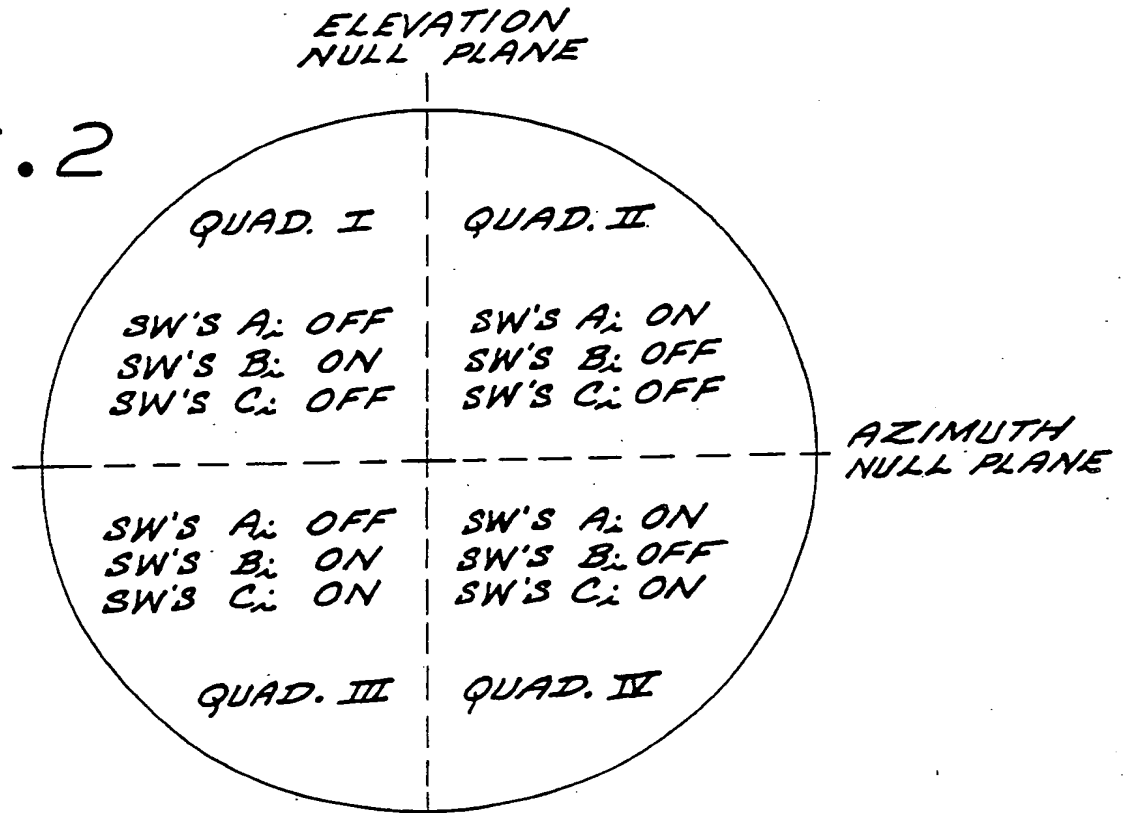 ELEVATION
NULL PLANE
.2
QUAD. I
QUAD. II
SW'S Ai OFF
SW'S Bi ON
SW'S Ci OFF
SW'S Ai ON
SW'S Bi OFF
SW'S Ci OFF
AZIMUTH
NULL PLANE
SW'S Ai OFF
SW'S Bi ON
SW'S Ci ON
SW'S Ai ON
SW'S Bi OFF
SW'S Ci ON
QUAD. III
QUAD. IV